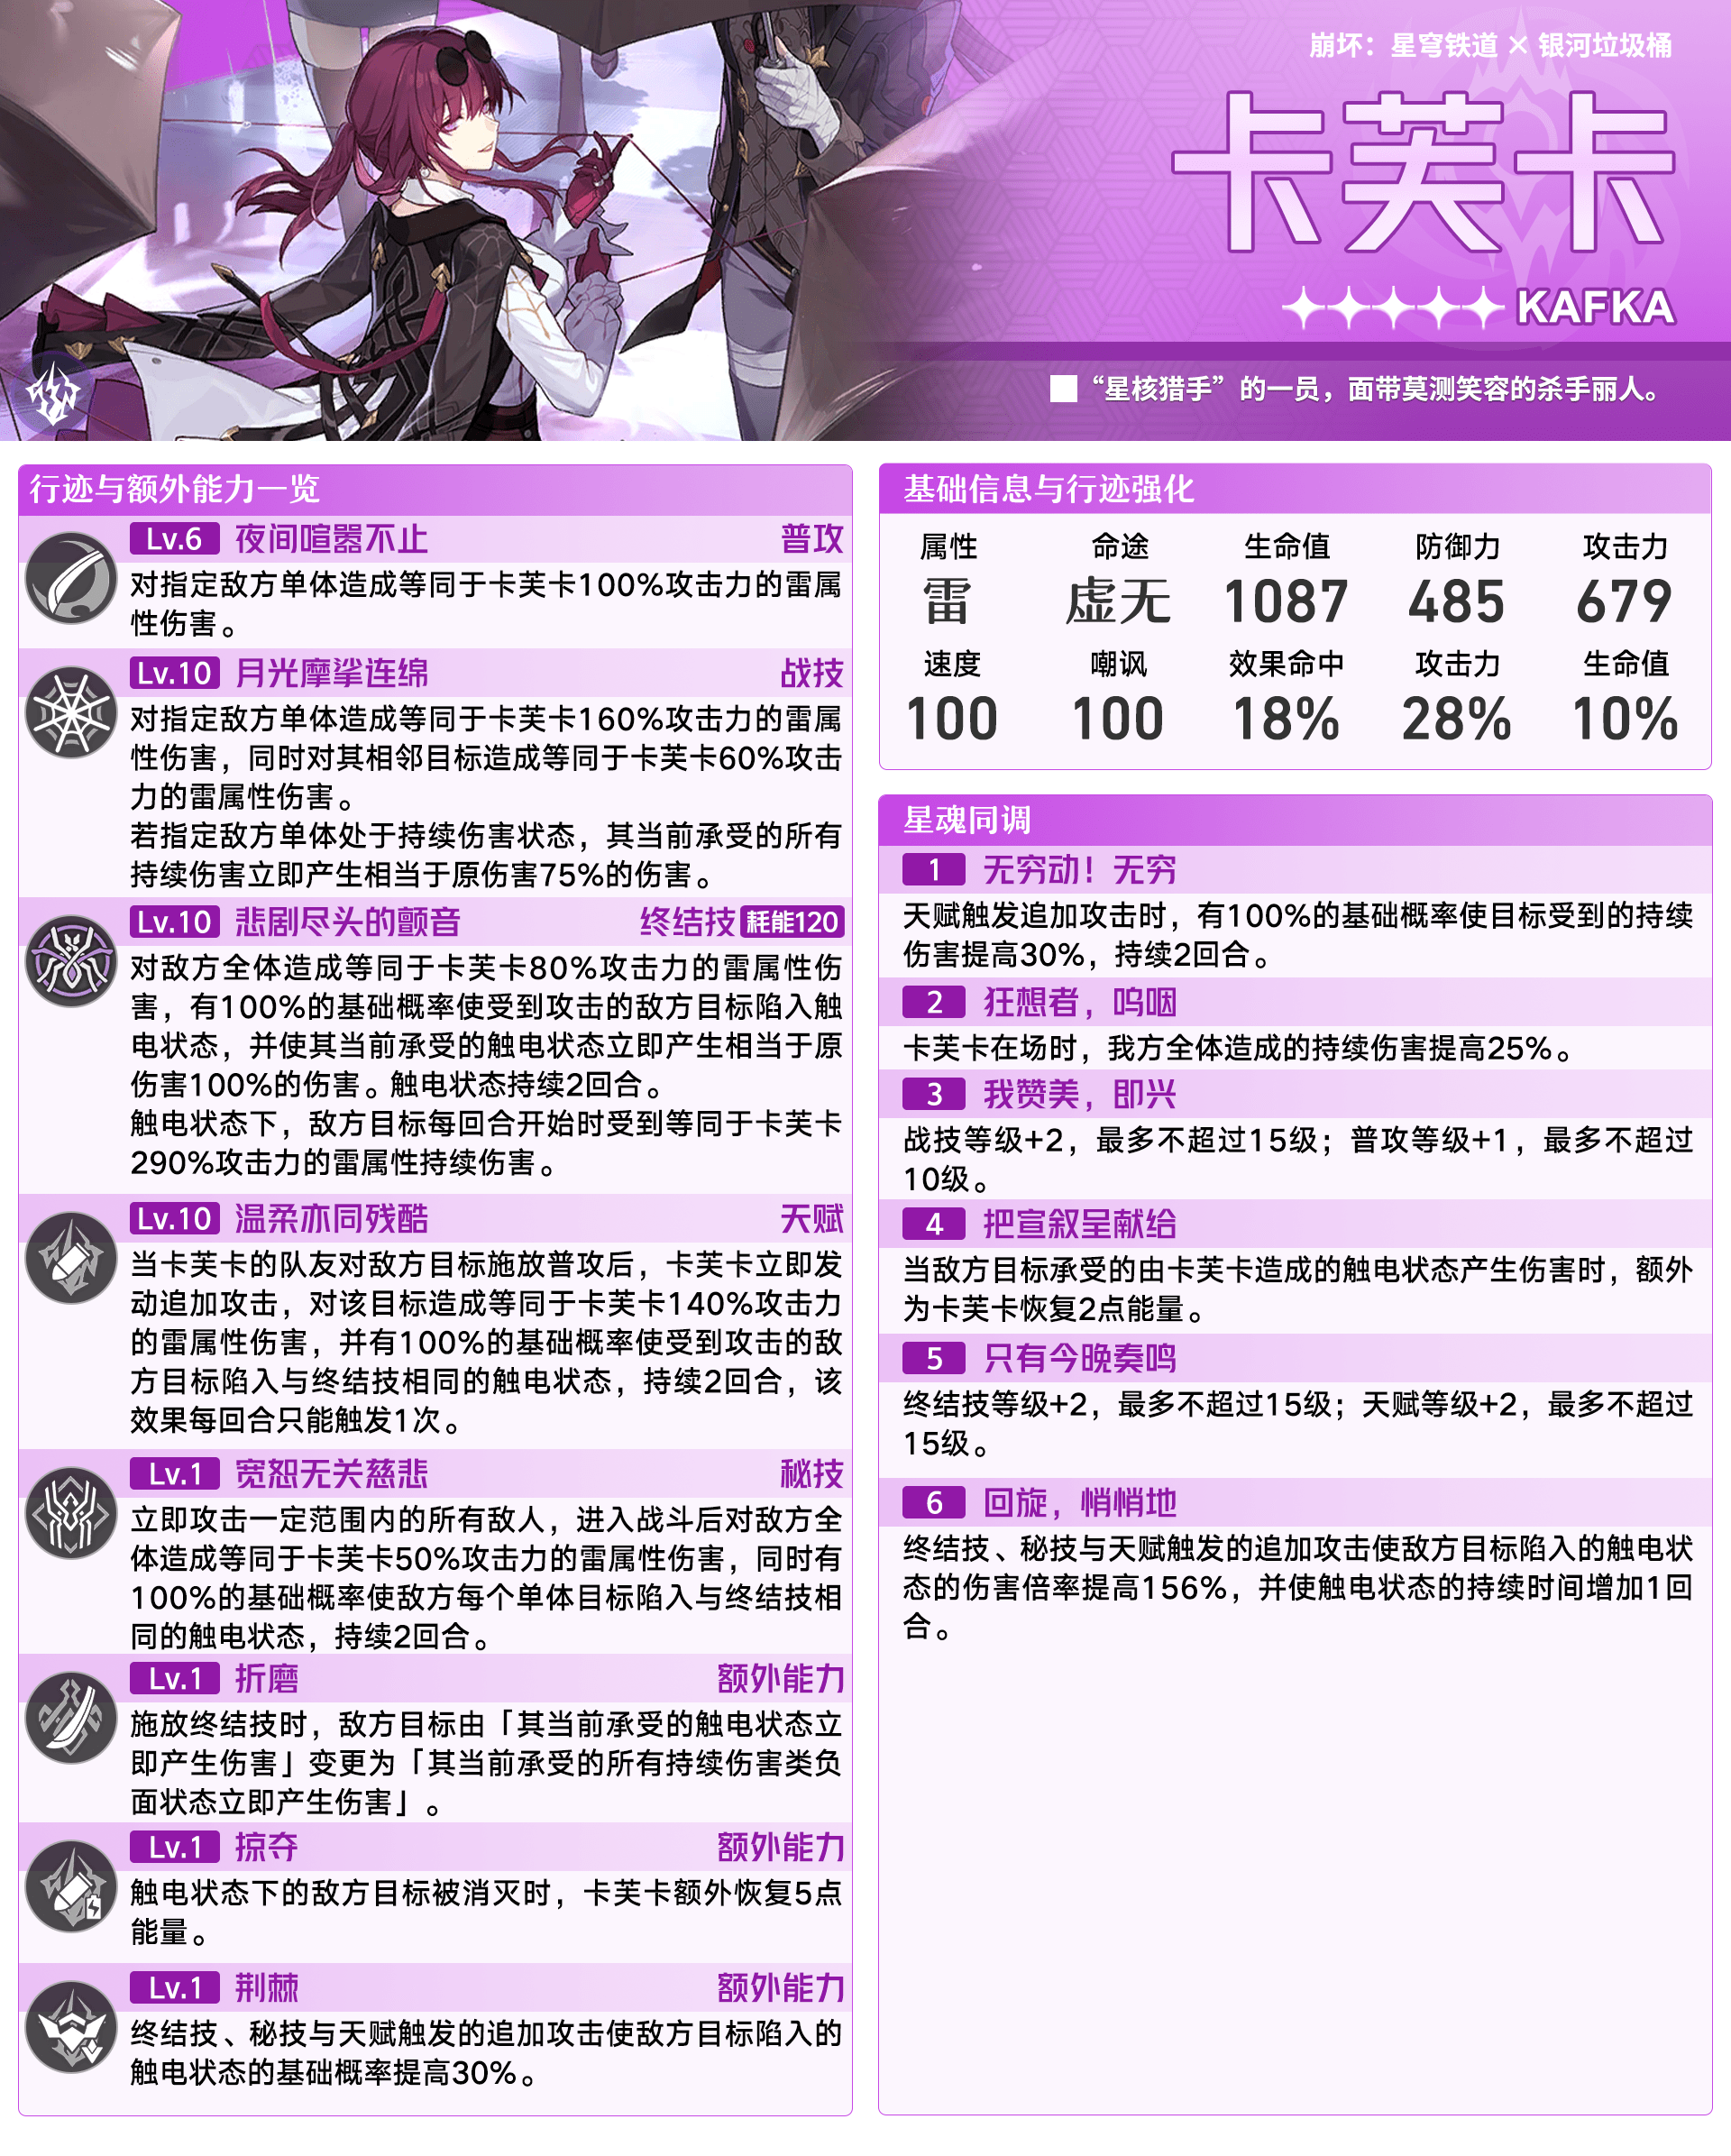 崩坏：星穹铁道 × 银河垃圾桶
卡芙卡
KAFKA
“星核猎手”的一员，面带莫测笑容的杀手丽人。
行迹与额外能力一览
Lv.6 夜间喧嚣不止 普攻
对指定敌方单体造成等同于卡芙卡100%攻击力的雷属
性伤害。
Lv.10 月光摩挲连绵 战技
对指定敌方单体造成等同于卡芙卡160%攻击力的雷属
性伤害，同时对其相邻目标造成等同于卡芙卡60%攻击
力的雷属性伤害。
若指定敌方单体处于持续伤害状态，其当前承受的所有
持续伤害立即产生相当于原伤害75%的伤害。
Lv.10 悲剧尽头的颤音 终结技 耗能120
对敌方全体造成等同于卡芙卡80%攻击力的雷属性伤
害，有100%的基础概率使受到攻击的敌方目标陷入触
电状态，并使其当前承受的触电状态立即产生相当于原
伤害100%的伤害。触电状态持续2回合。
触电状态下，敌方目标每回合开始时受到等同于卡芙卡
290%攻击力的雷属性持续伤害。
Lv.10 温柔亦同残酷 天赋
当卡芙卡的队友对敌方目标施放普攻后，卡芙卡立即发
动追加攻击，对该目标造成等同于卡芙卡140%攻击力
的雷属性伤害，并有100%的基础概率使受到攻击的敌
方目标陷入与终结技相同的触电状态，持续2回合，该
效果每回合只能触发1次。
Lv.1 宽恕无关慈悲 秘技
立即攻击一定范围内的所有敌人，进入战斗后对敌方全
体造成等同于卡芙卡50%攻击力的雷属性伤害，同时有
100%的基础概率使敌方每个单体目标陷入与终结技相
同的触电状态，持续2回合。
Lv.1 折磨 额外能力
施放终结技时，敌方目标由「其当前承受的触电状态立
即产生伤害」变更为「其当前承受的所有持续伤害类负
面状态立即产生伤害」。
Lv.1 掠夺 额外能力
触电状态下的敌方目标被消灭时，卡芙卡额外恢复5点
能量。
Lv.1 荆棘 额外能力
终结技、秘技与天赋触发的追加攻击使敌方目标陷入的
触电状态的基础概率提高30%。
基础信息与行迹强化
属性 命途 生命值 防御力 攻击力
雷 虚无 1087 485 679
速度 嘲讽 效果命中 攻击力 生命值
100 100 18% 28% 10%
星魂同调
1 无穷动！无穷
天赋触发追加攻击时，有100%的基础概率使目标受到的持续
伤害提高30%，持续2回合。
2 狂想者，呜咽
卡芙卡在场时，我方全体造成的持续伤害提高25%。
3 我赞美，即兴
战技等级+2，最多不超过15级；普攻等级+1，最多不超过
10级。
4 把宣叙呈献给
当敌方目标承受的由卡芙卡造成的触电状态产生伤害时，额外
为卡芙卡恢复2点能量。
5 只有今晚奏鸣
终结技等级+2，最多不超过15级；天赋等级+2，最多不超过
15级。
6 回旋，悄悄地
终结技、秘技与天赋触发的追加攻击使敌方目标陷入的触电状
态的伤害倍率提高156%，并使触电状态的持续时间增加1回
合。